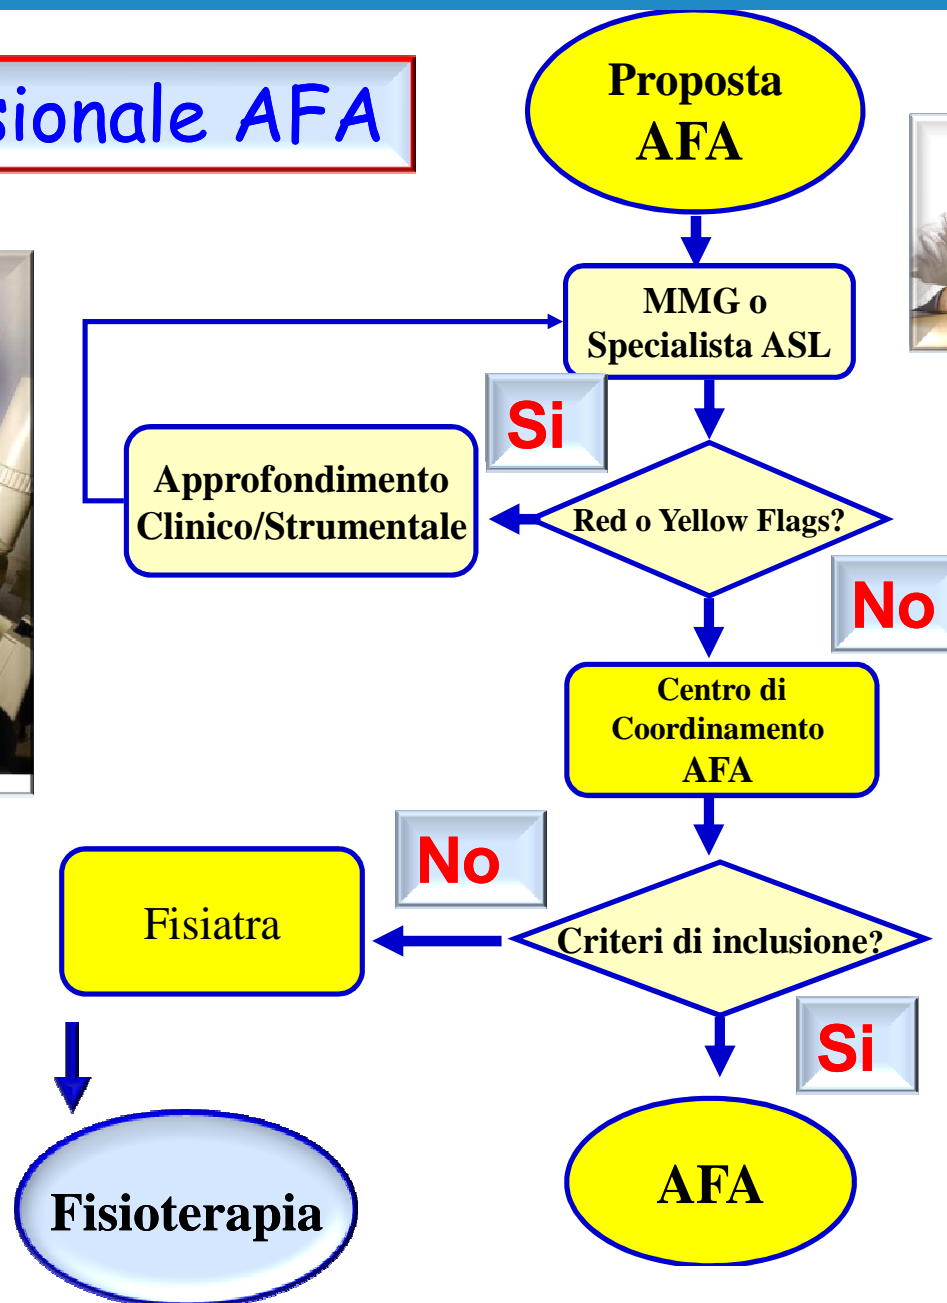 sionale AFA
Proposta
AFA
MMG o
Specialista ASL
Si
Approfondimento
Clinico/Strumentale
Red o Yellow Flags?
No
Centro di
Coordinamento
AFA
No
Fisiatra
Criteri di inclusione?
Si
Fisioterapia
AFA